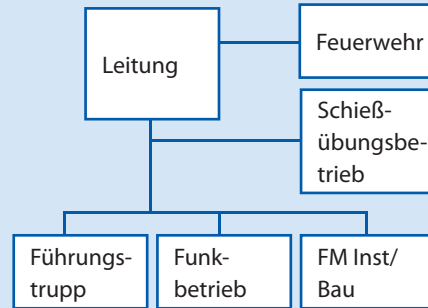 Leitung
Feuerwehr
Schieß-
übungsbe-
trieb
Führungs-
trupp
Funk-
betrieb
FM Inst/
Bau